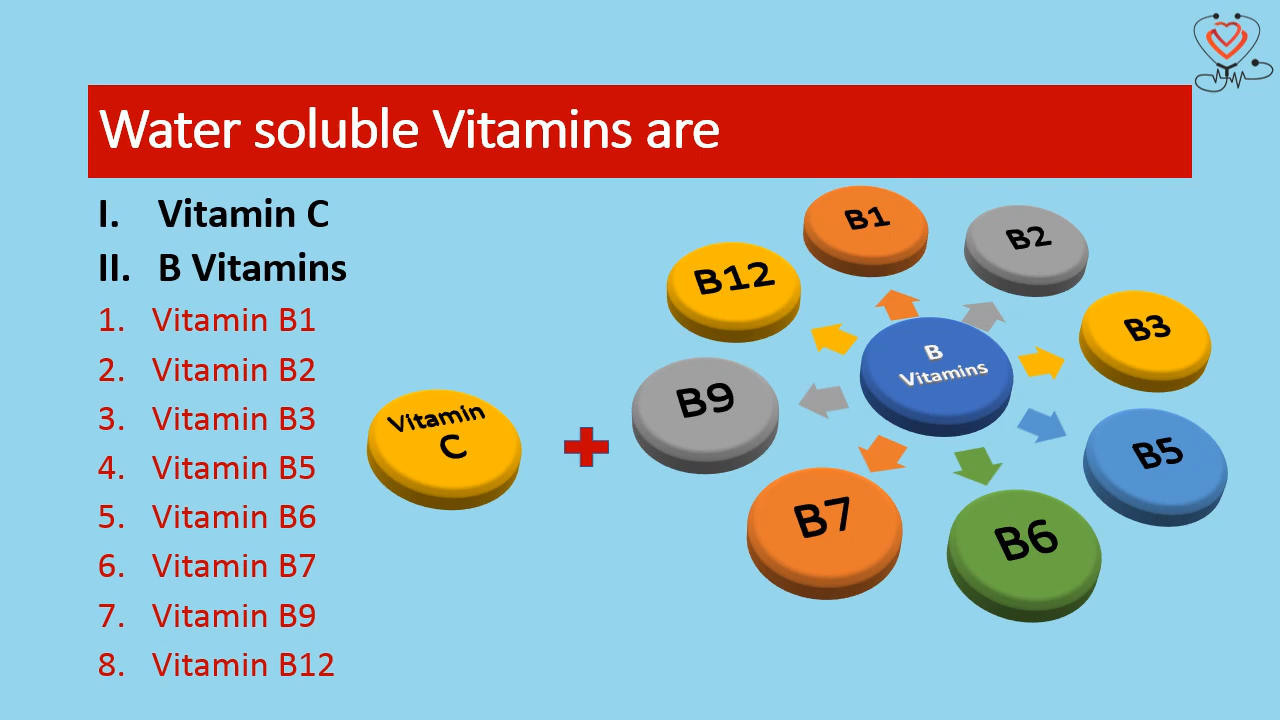 Water soluble Vitamins are
I. Vitamin C
II. B Vitamins
1. Vitamin B1
2. Vitamin B2
3. Vitamin B3
4. Vitamin B5
5. Vitamin B6
6. Vitamin B7
7. Vitamin B9
8. Vitamin B12
Vitamin
C
B
Vitamins
B1
B2
B3
B5
B6
B7
B9
B12